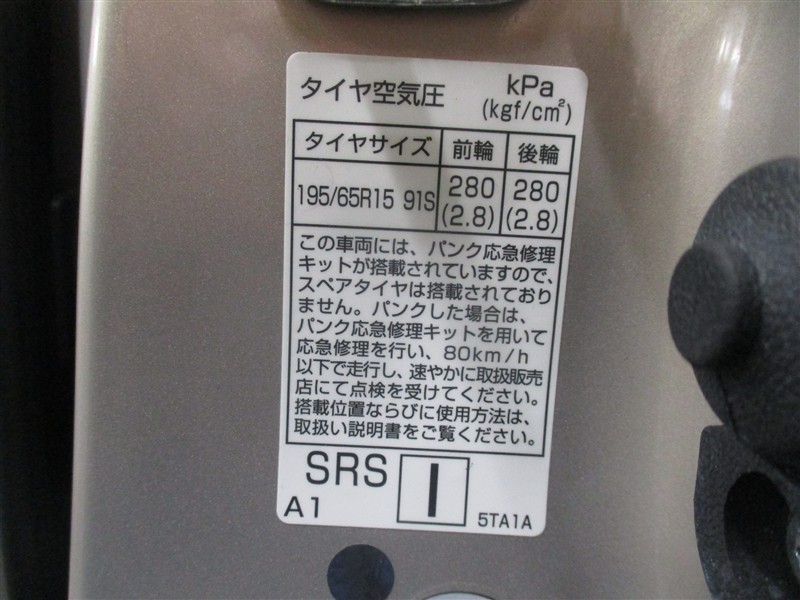 タイヤ空気圧 kPa
(kgf/cm²)
タイヤサイズ 前輪 後輪
195/65R15 91S 280 280
(2.8) (2.8)
この車両には、パンク応急修理
キットが搭載されていますので、
スペアタイヤは搭載されており
ません。パンクした場合は、
パンク応急修理キットを用いて
応急修理を行い、80km/h
以下で走行し、速やかに取扱販売
店にて点検を受けてください。
搭載位置ならびに使用方法は、
取扱い説明書をご覧ください。
SRS I
A1 5TA1A